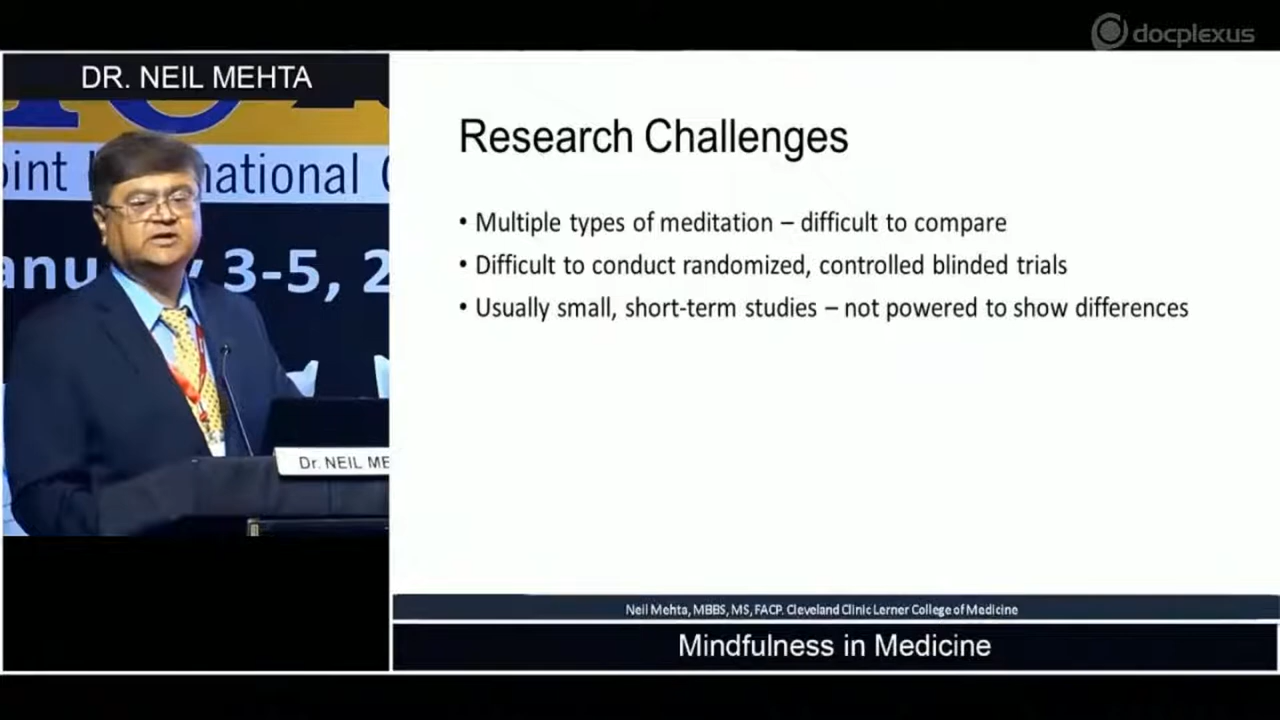 docplexus
DR. NEIL MEHTA
oint
national
3-5, 2
Dr. NEIL ME
Research Challenges
• Multiple types of meditation – difficult to compare
• Difficult to conduct randomized, controlled blinded trials
• Usually small, short-term studies – not powered to show differences
Neil Mehta, MBBS, MS, FACP. Cleveland Clinic Lerner College of Medicine
Mindfulness in Medicine